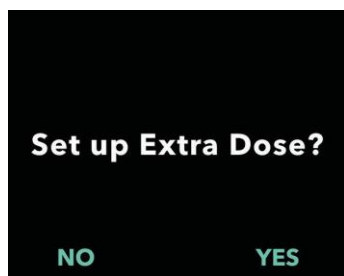 Set up Extra Dose?
NO YES